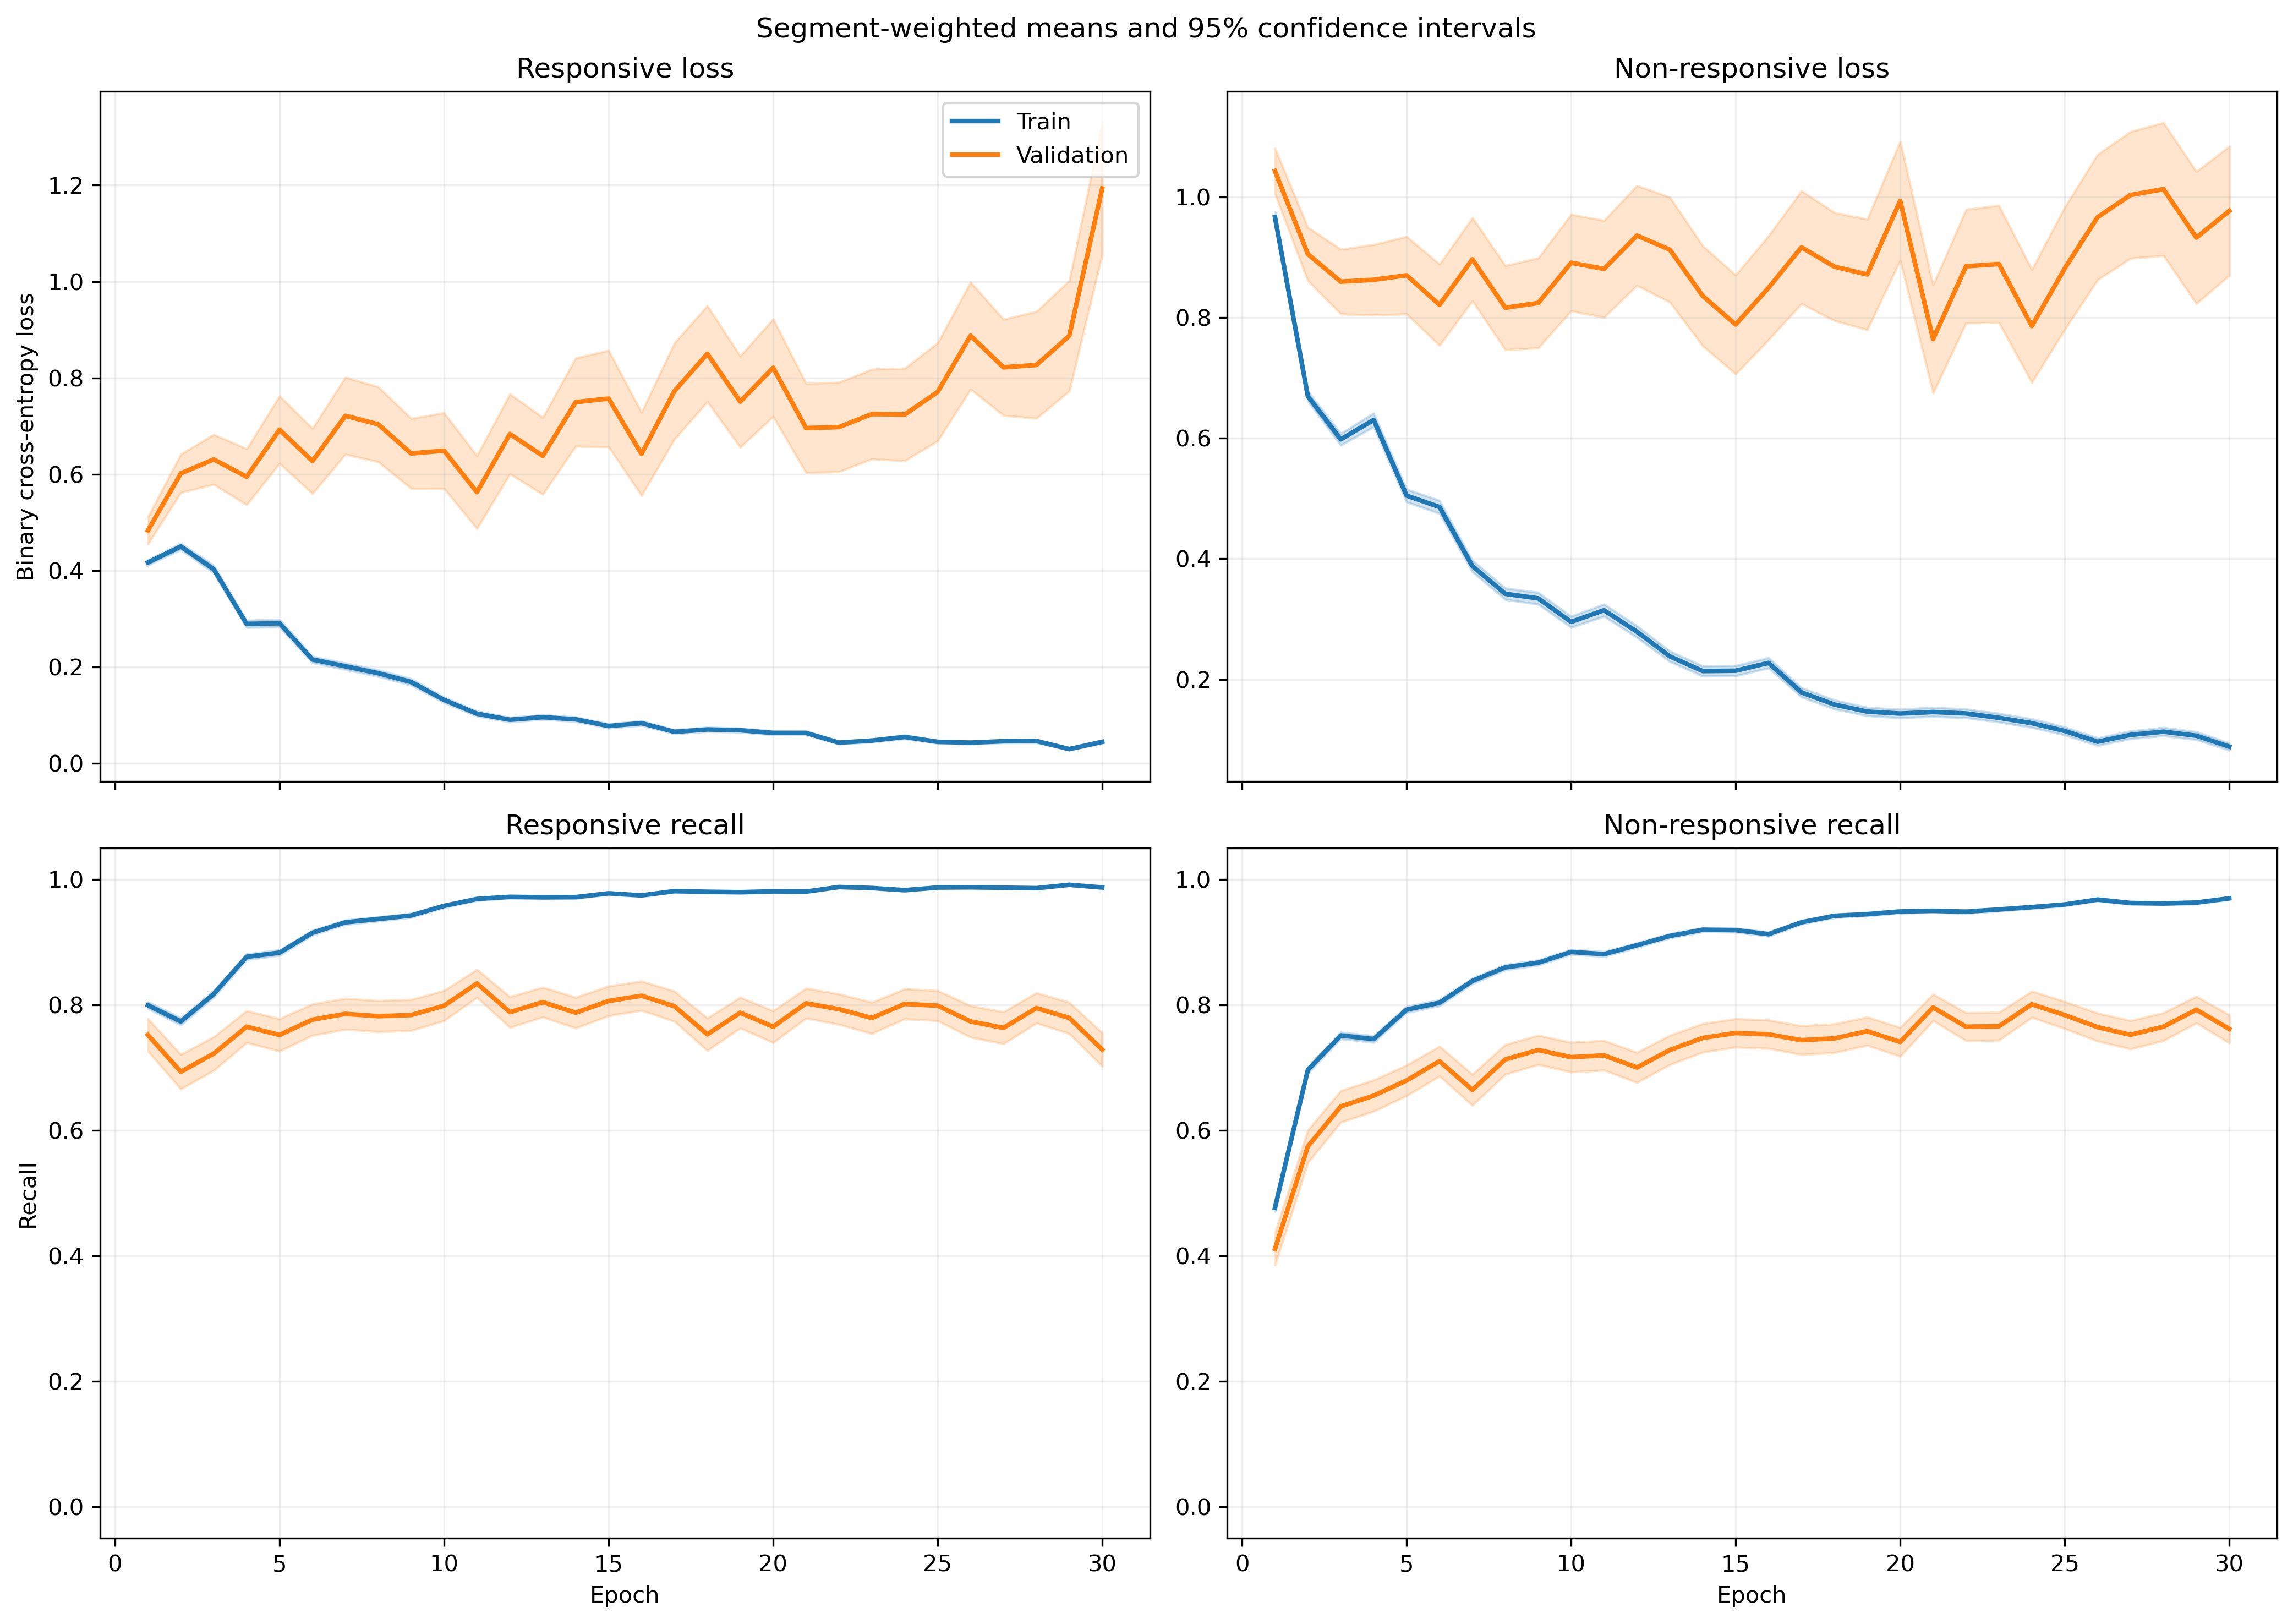 Segment-weighted means and 95% confidence intervals
Responsive loss
Non-responsive loss
Train
Validation
Binary cross-entropy loss
1.2
1.0
0.8
0.6
0.4
0.2
0.0
1.0
0.8
0.6
0.4
0.2
Responsive recall
Non-responsive recall
Recall
1.0
0.8
0.6
0.4
0.2
0.0
1.0
0.8
0.6
0.4
0.2
0.0
0 5 10 15 20 25 30
0 5 10 15 20 25 30
Epoch
Epoch